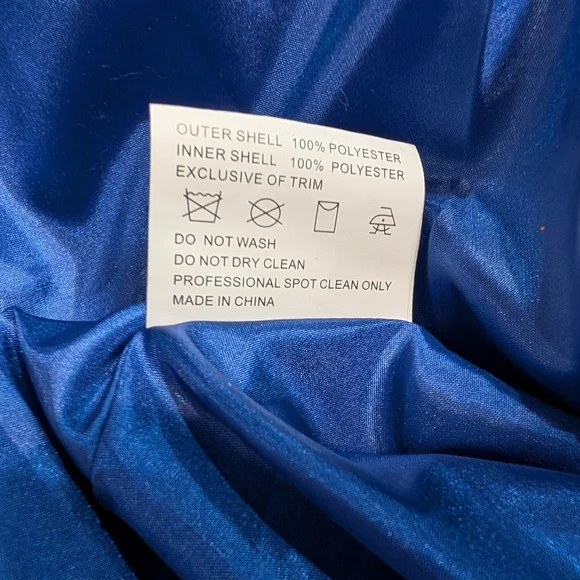 OUTER SHELL 100% POLYESTER
INNER SHELL 100% POLYESTER
EXCLUSIVE OF TRIM
DO NOT WASH
DO NOT DRY CLEAN
PROFESSIONAL SPOT CLEAN ONLY
MADE IN CHINA